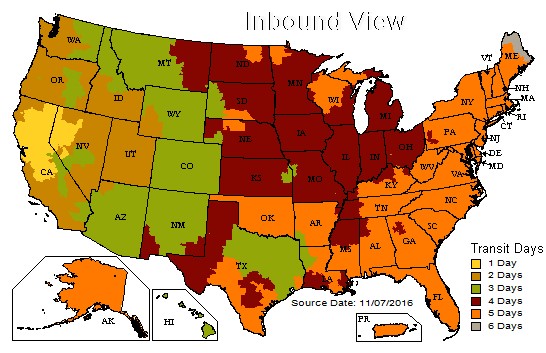 Inbound View
WA
MT
ND
MN
OR
ID
WY
SD
WI
MI
NY
VT
ME
NH
MA
RI
CT
NJ
DE
MD
PA
NV
UT
CO
NE
IA
IL
IN
OH
WV
VA
CA
KS
MO
KY
NC
AZ
NM
OK
AR
TN
SC
TX
MS
AL
GA
FL
AK
HI
PR
Source Date: 11/07/2016
Transit Days
1 Day
2 Days
3 Days
4 Days
5 Days
6 Days